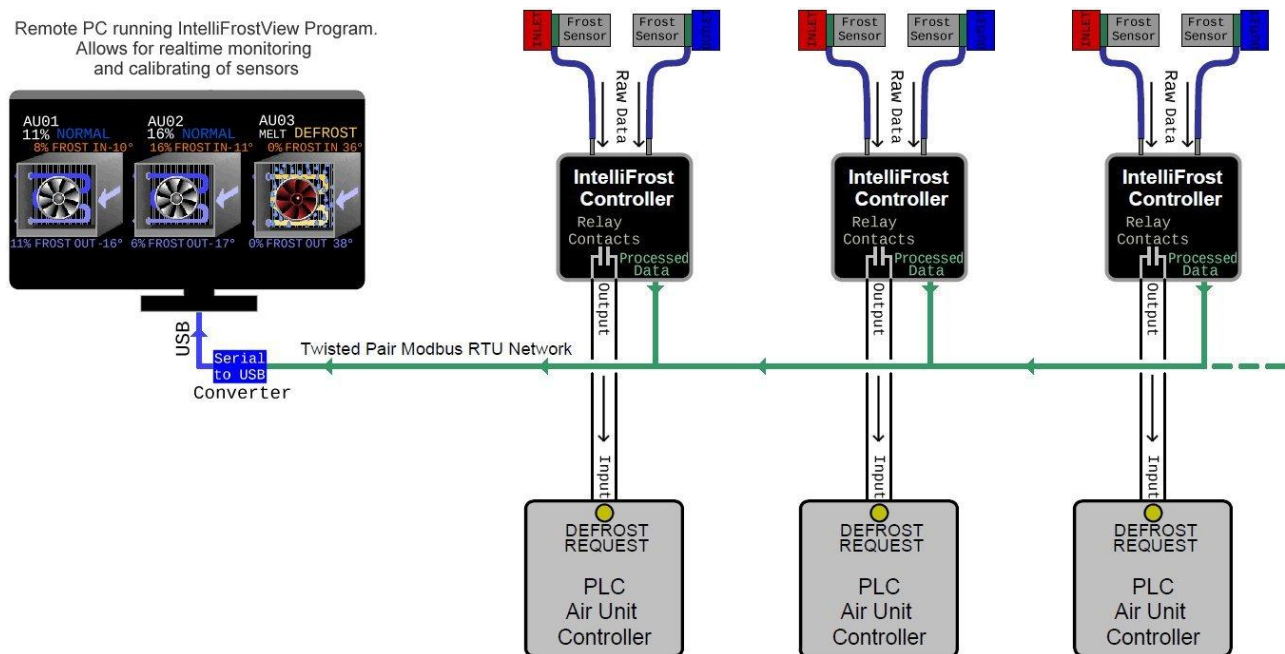 Remote PC running IntelliFrostView Program.
Allows for realtime monitoring
and calibrating of sensors
AU01
11% NORMAL
8% FROST IN-10°
11% FROST OUT-16°
AU02
16% NORMAL
16% FROST IN-11°
6% FROST OUT-17°
AU03
MELT DEFROST
0% FROST IN 36°
0% FROST OUT 38°
USB
Serial
to USB
Converter
Twisted Pair Modbus RTU Network
INLET
Frost
Sensor
Frost
Sensor
OUTLET
Raw Data
IntelliFrost
Controller
Relay
Contacts
Processed
Data
Output
Input
DEFROST
REQUEST
PLC
Air Unit
Controller
INLET
Frost
Sensor
Frost
Sensor
OUTLET
Raw Data
IntelliFrost
Controller
Relay
Contacts
Processed
Data
Output
Input
DEFROST
REQUEST
PLC
Air Unit
Controller
INLET
Frost
Sensor
Frost
Sensor
OUTLET
Raw Data
IntelliFrost
Controller
Relay
Contacts
Processed
Data
Output
Input
DEFROST
REQUEST
PLC
Air Unit
Controller